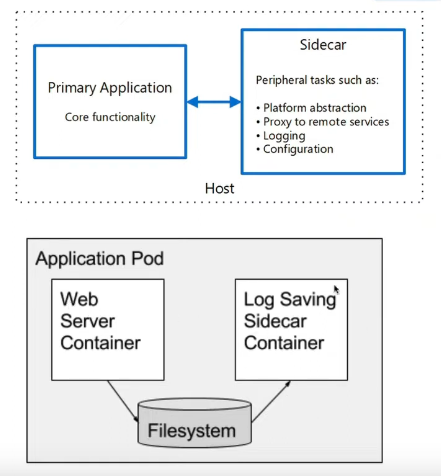 Sidecar
Primary Application
Core functionality
Peripheral tasks such as:
• Platform abstraction
• Proxy to remote services
• Logging
• Configuration
Host
Application Pod
Web
Server
Container
Log Saving
Sidecar
Container
Filesystem